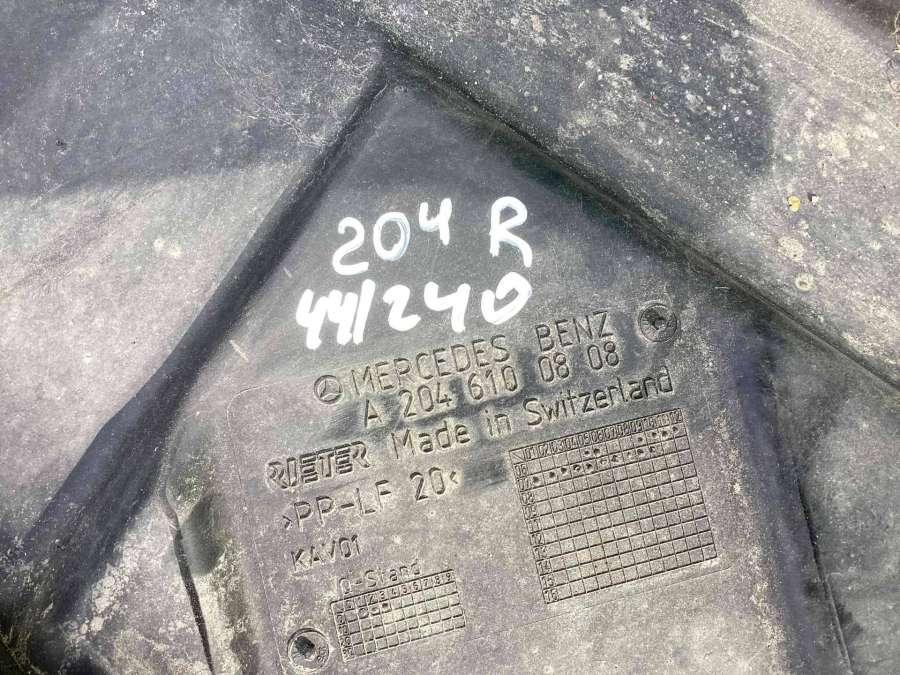 204 R
44/240
MERCEDES BENZ
A 204 610 08 08
RIETER Made in Switzerland
>PP-LF 20<
KAV01
Q-Stand